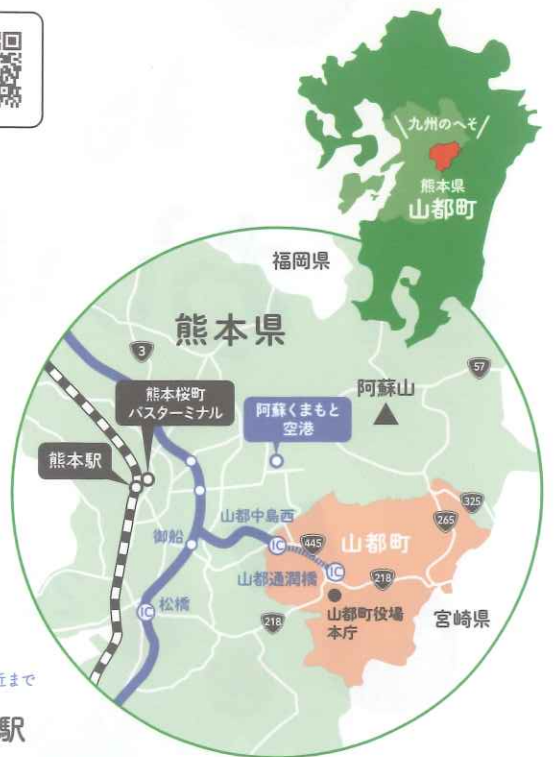 \九州のへそ/
熊本県
山都町
福岡県
熊本県
3
57
熊本桜町
バスターミナル
阿蘇くまもと
空港
阿蘇山
熊本駅
325
265
山都中島西
445
山都町
御船
IC
IC
山都通潤橋
218
IC
松橋
218
山都町役場
本庁
宮崎県
近まで
駅